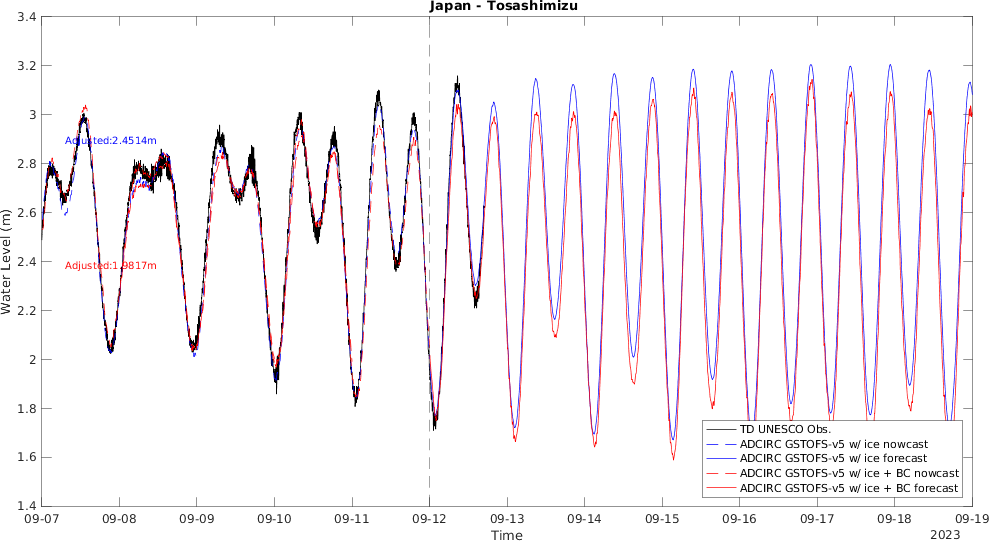 Japan - Tosashimizu
3.4
3.2
3
2.8
2.6
2.4
2.2
2
1.8
1.6
1.4
Water Level (m)
Adjusted:2.4514m
Adjusted:1.9817m
TD UNESCO Obs.
ADCIRC GSTOFS-v5 w/ ice nowcast
ADCIRC GSTOFS-v5 w/ ice forecast
ADCIRC GSTOFS-v5 w/ ice + BC nowcast
ADCIRC GSTOFS-v5 w/ ice + BC forecast
09-07 09-08 09-09 09-10 09-11 09-12 09-13 09-14 09-15 09-16 09-17 09-18 09-19
Time
2023